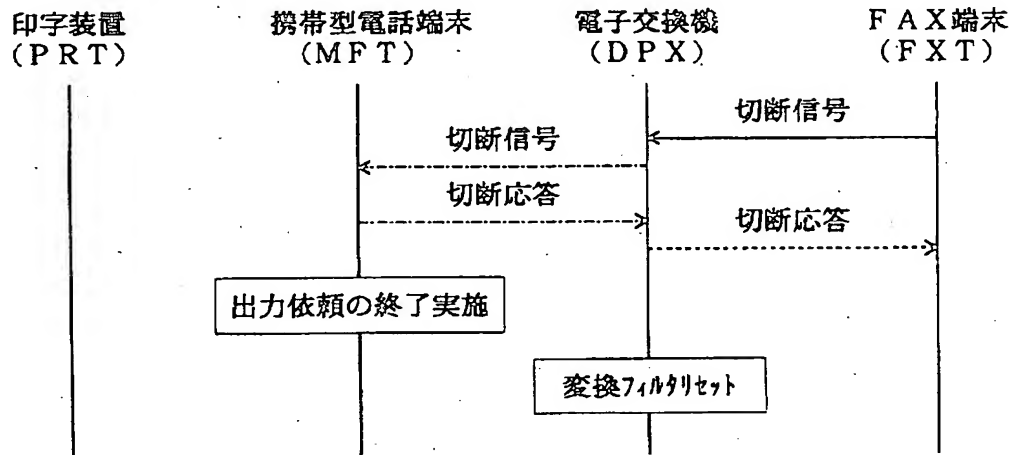 印字装置
(PRT)
携帯型電話端末
(MFT)
電子交換機
(DPX)
FAX端末
(FXT)
切断信号
切断信号
切断応答
切断応答
出力依頼の終了実施
変換フィルタリセット